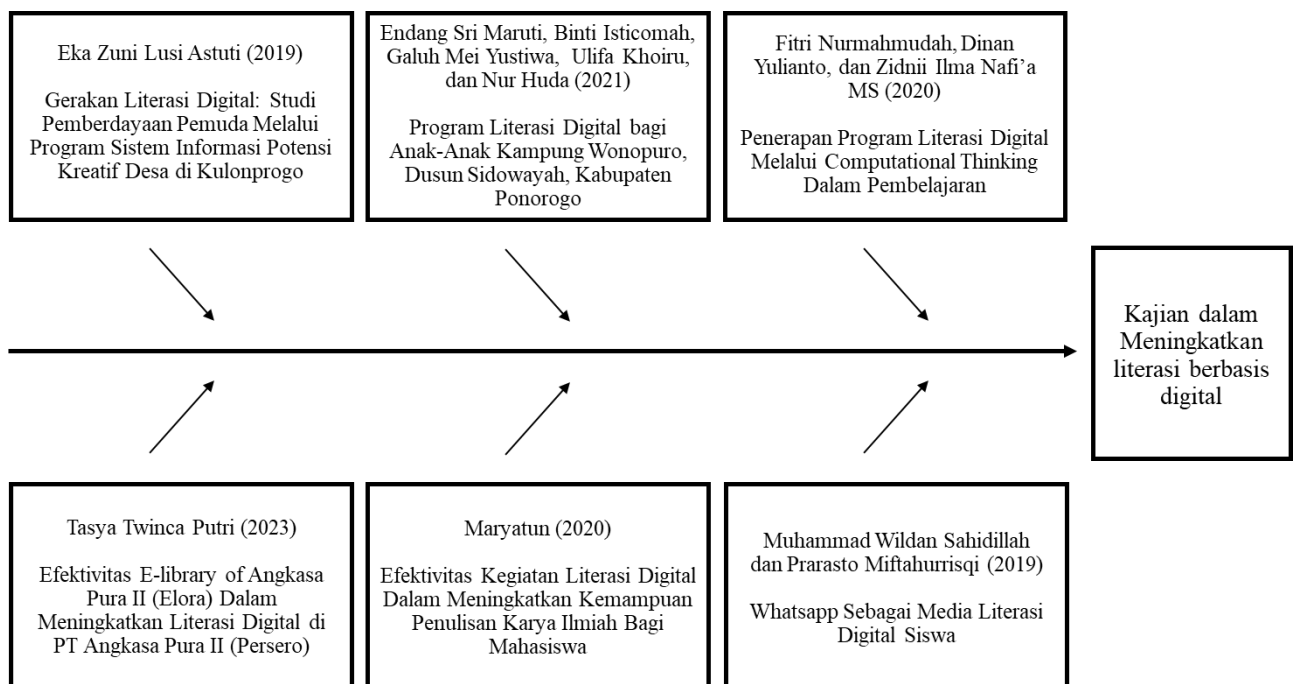 Eka Zuni Lusi Astuti (2019)
Gerakan Literasi Digital: Studi
Pemberdayaan Pemuda Melalui
Program Sistem Informasi Potensi
Kreatif Desa di Kulonprogo
Endang Sri Maruti, Binti Isticomah,
Galuh Mei Yustiwa, Ulifa Khoiru,
dan Nur Huda (2021)
Program Literasi Digital bagi
Anak-Anak Kampung Wonopuro,
Dusun Sidowayah, Kabupaten
Ponorogo
Fitri Nurmahmudah, Dinan
Yulianto, dan Zidnii Ilma Nafi’a
MS (2020)
Penerapan Program Literasi Digital
Melalui Computational Thinking
Dalam Pembelajaran
Kajian dalam
Meningkatkan
literasi berbasis
digital
Tasya Twinca Putri (2023)
Efektivitas E-library of Angkasa
Pura II (Elora) Dalam
Meningkatkan Literasi Digital di
PT Angkasa Pura II (Persero)
Maryatun (2020)
Efektivitas Kegiatan Literasi Digital
Dalam Meningkatkan Kemampuan
Penulisan Karya Ilmiah Bagi
Mahasiswa
Muhammad Wildan Sahidillah
dan Prarasto Miftahurrisqi (2019)
Whatsapp Sebagai Media Literasi
Digital Siswa